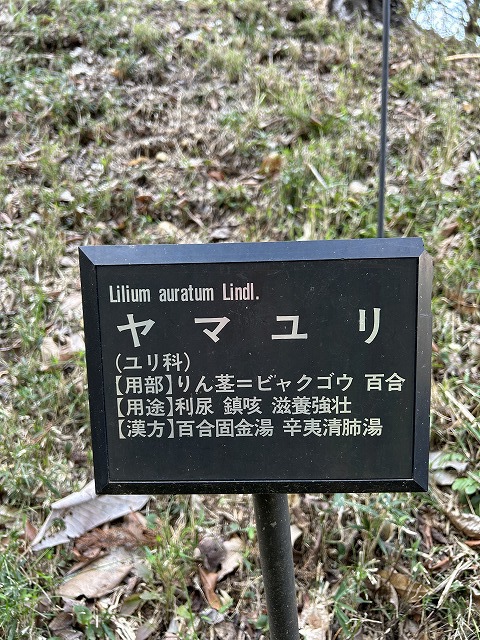 Lilium auratum Lindl.
ヤマユリ
(ユリ科)
【用部】りん茎=ビャクゴウ 百合
【用途】利尿 鎮咳 滋養強壮
【漢方】百合固金湯 辛夷清肺湯